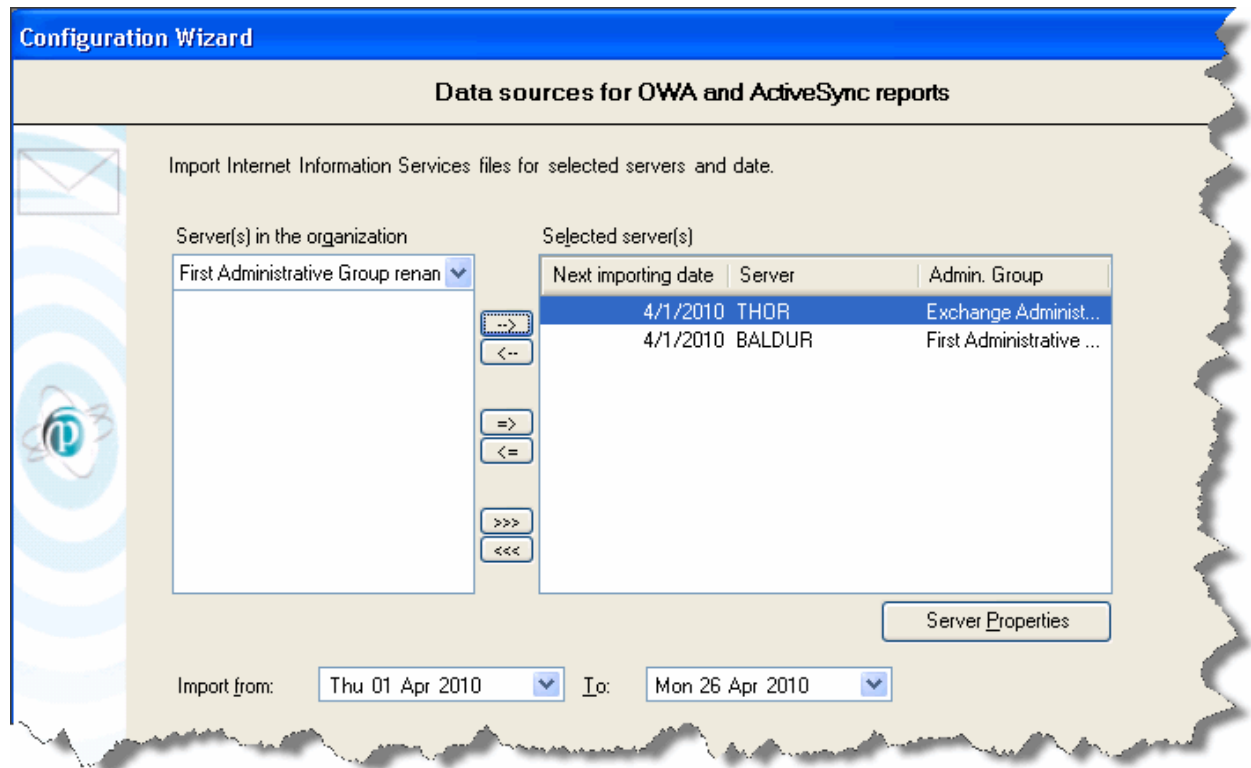 Configuration Wizard
Data sources for OWA and ActiveSync reports
Import Internet Information Services files for selected servers and date.
Server(s) in the organization
Selected server(s)
First Administrative Group renan
Next importing date Server Admin. Group
4/1/2010 THOR Exchange Administ...
4/1/2010 BALDUR First Administrative ...
-->
<--
=>
<=
>>>
<<<
Server Properties
Import from: Thu 01 Apr 2010 To: Mon 26 Apr 2010